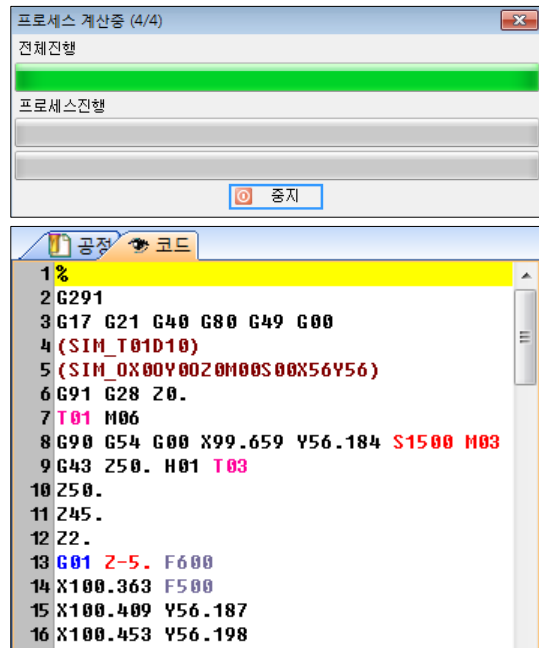 프로세스 계산중 (4/4)
전체진행
프로세스진행
중지
공정 코드
1 %
2 G291
3 G17 G21 G40 G80 G49 G00
4 (SIM_T01D10)
5 (SIM_OX0OY0OZ0M00S00X56Y56)
6 G91 G28 Z0.
7 T01 M06
8 G90 G54 G00 X99.659 Y56.184 S1500 M03
9 G43 Z50. H01 T03
10 Z50.
11 Z45.
12 Z2.
13 G01 Z-5. F600
14 X100.363 F500
15 X100.409 Y56.187
16 X100.453 Y56.198